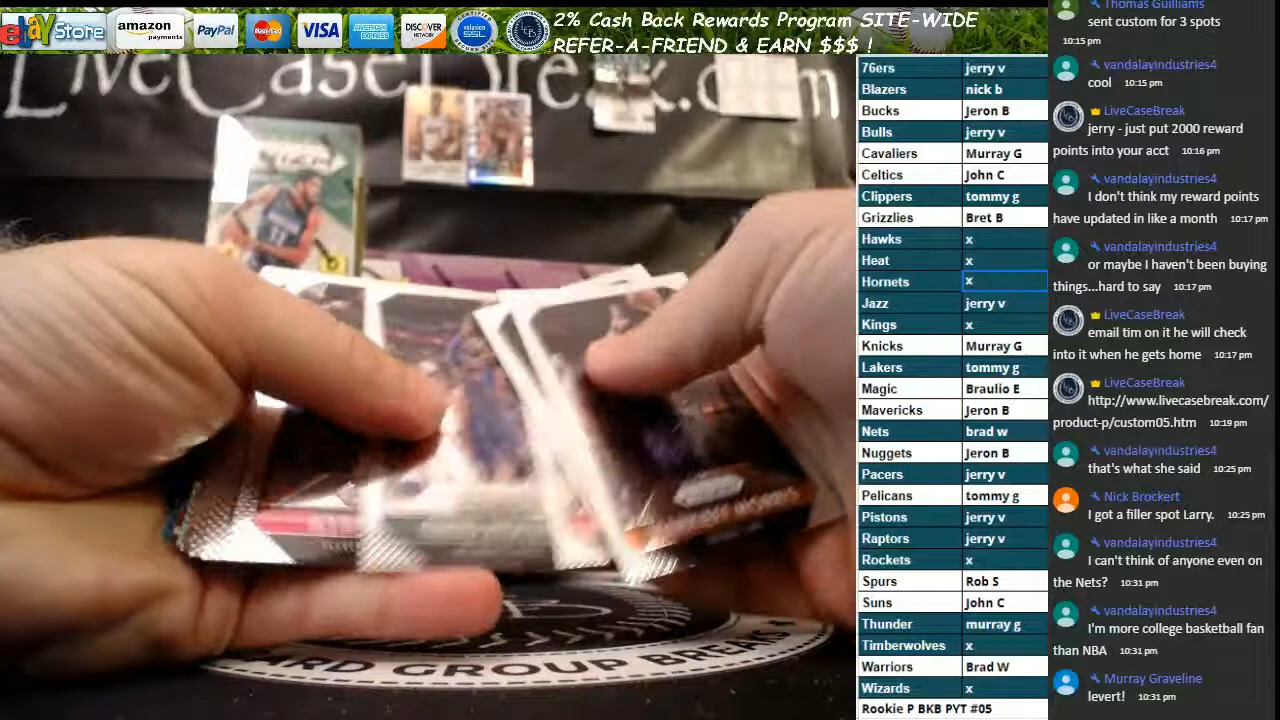 ebay Store
amazon
payments
PayPal
MasterCard
VISA
AMERICAN
EXPRESS
DISCOVER
NETWORK
SSL
2% Cash Back Rewards Program SITE-WIDE
REFER-A-FRIEND & EARN $$$ !
LiveCaseBreak.com
76ers jerry v
Blazers nick b
Bucks Jeron B
Bulls jerry v
Cavaliers Murray G
Celtics John C
Clippers tommy g
Grizzlies Bret B
Hawks x
Heat x
Hornets x
Jazz jerry v
Kings x
Knicks Murray G
Lakers tommy g
Magic Braulio E
Mavericks Jeron B
Nets brad w
Nuggets Jeron B
Pacers jerry v
Pelicans tommy g
Pistons jerry v
Raptors jerry v
Rockets x
Spurs Rob S
Suns John C
Thunder murray g
Timberwolves x
Warriors Brad W
Wizards x
Rookie P BKB PYT #05
Thomas Guilliams
sent custom for 3 spots
10:15 pm
vandalayindustries4
cool 10:15 pm
LiveCaseBreak
jerry - just put 2000 reward
points into your acct 10:16 pm
vandalayindustries4
I don't think my reward points
have updated in like a month 10:17 pm
vandalayindustries4
or maybe I haven't been buying
things...hard to say 10:17 pm
LiveCaseBreak
email tim on it he will check
into it when he gets home 10:17 pm
LiveCaseBreak
http://www.livecasebreak.com/
product-p/custom05.htm 10:19 pm
vandalayindustries4
that's what she said 10:25 pm
Nick Brockert
I got a filler spot Larry. 10:25 pm
vandalayindustries4
I can't think of anyone even on
the Nets? 10:31 pm
vandalayindustries4
I'm more college basketball fan
than NBA 10:31 pm
Murray Graveline
levert! 10:31 pm
ARD GROUP BREAKS